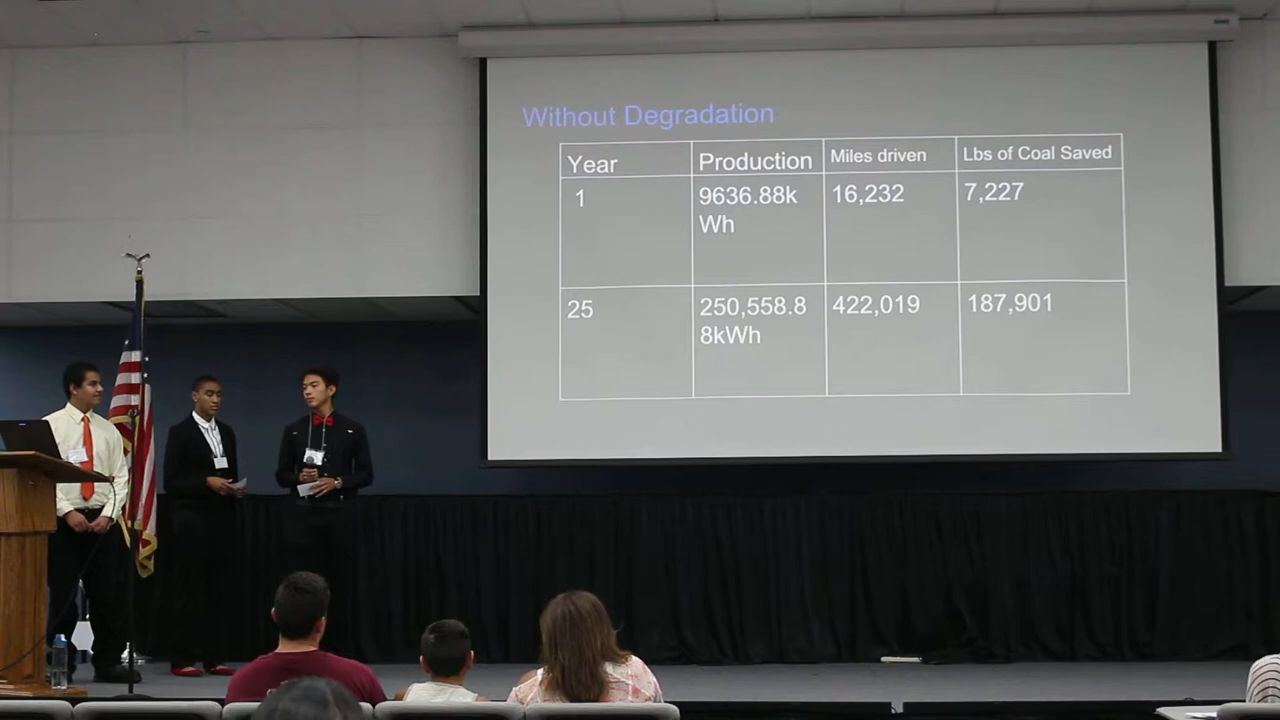 Without Degradation
Year Production Miles driven Lbs of Coal Saved
1 9636.88k 16,232 7,227
Wh
25 250,558.8 422,019 187,901
8kWh